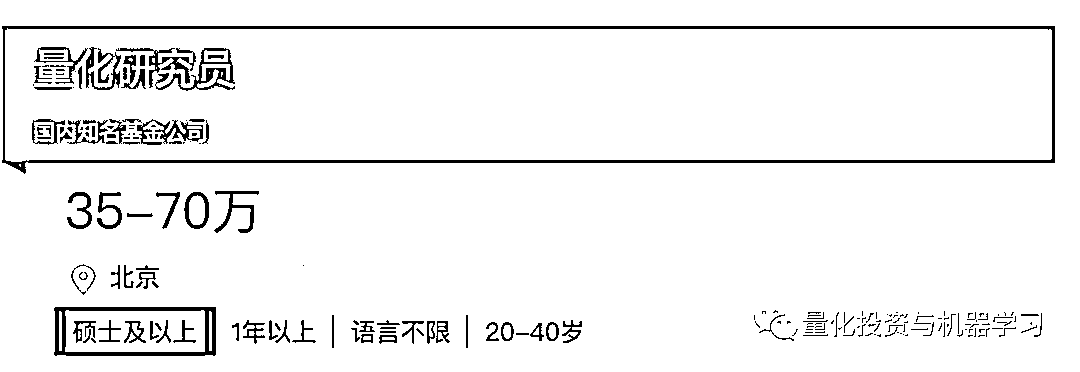 量化研究员
国内知名基金公司
35-70万
北京
硕士及以上 1年以上 语言不限 20-40岁
量化投资与机器学习